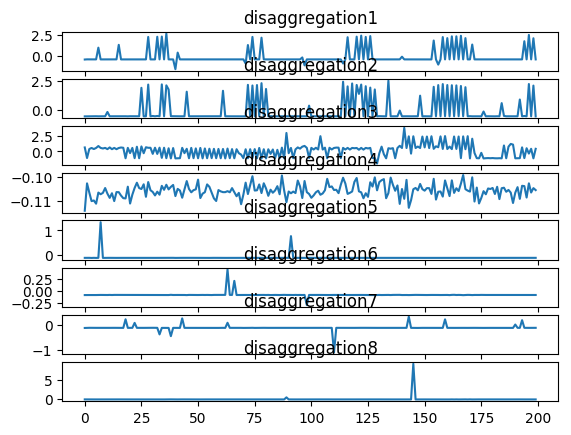 disaggregation1
2.5
0.0
disaggregation2
2.5
0.0
disaggregation3
2.5
0.0
disaggregation4
−0.10
−0.11
disaggregation5
1
0
disaggregation6
0.25
0.00
−0.25
disaggregation7
0
−1
disaggregation8
5
0
0 25 50 75 100 125 150 175 200